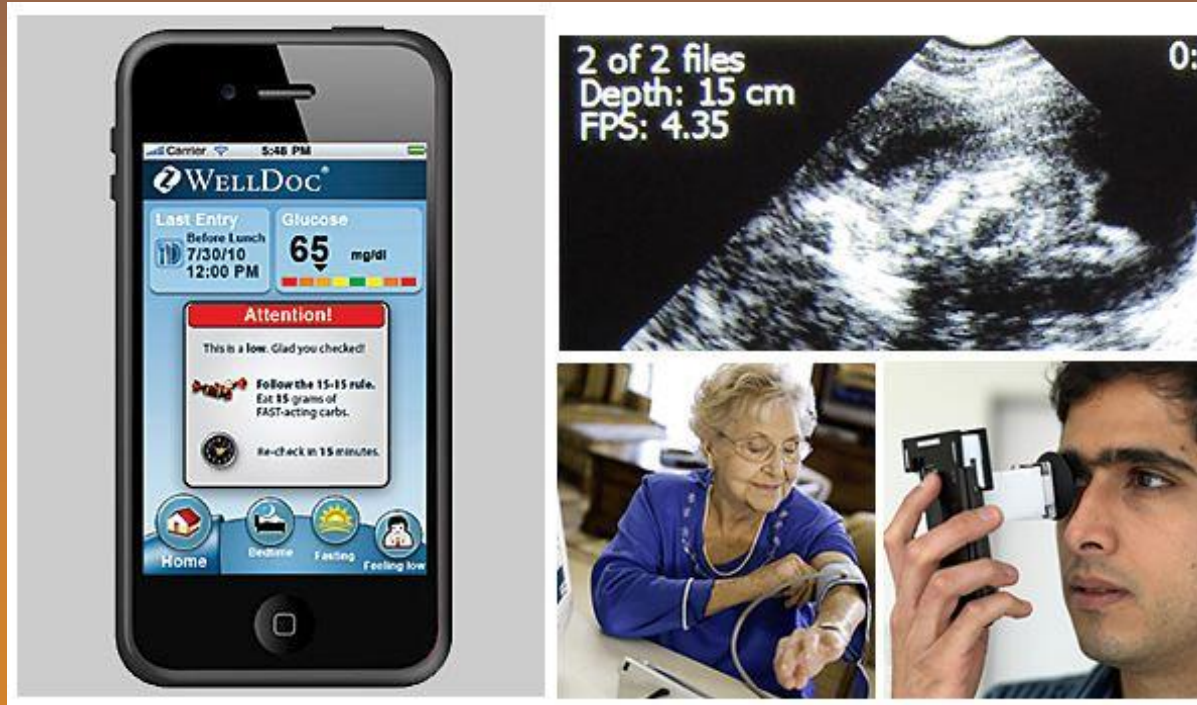 Carrier 5:48 PM
WELLDOC®
Last Entry
Before Lunch
7/30/10
12:00 PM
Glucose
65 mg/dl
Attention!
This is a low. Glad you checked!
Follow the 15-15 rule.
Eat 15 grams of
FAST-acting carbs.
Re-check in 15 minutes.
Home
Bedtime
Fasting
Feeling low
2 of 2 files
Depth: 15 cm
FPS: 4.35
0: